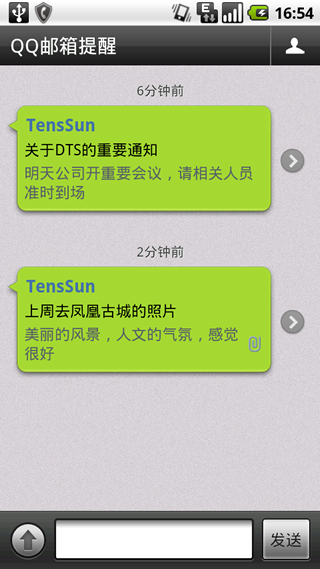 16:54
QQ邮箱提醒
6分钟前
TensSun
关于DTS的重要通知
明天公司开重要会议，请相关人员
准时到场
2分钟前
TensSun
上周去凤凰古城的照片
美丽的风景，人文的气氛，感觉
很好
发送